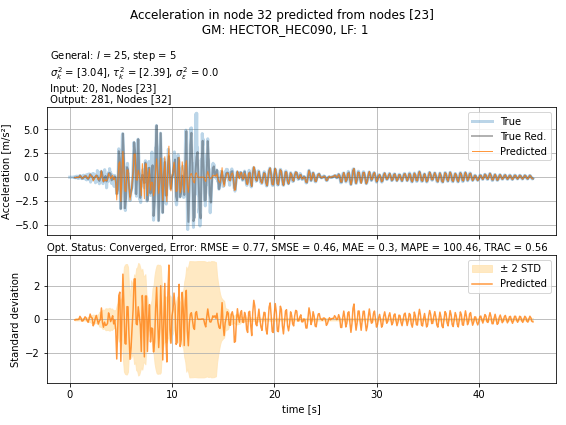 Acceleration in node 32 predicted from nodes [23]
GM: HECTOR_HEC090, LF: 1
General: l = 25, step = 5
σ²ₖ = [3.04], τ²ₖ = [2.39], σ²ε = 0.0
Input: 20, Nodes [23]
Output: 281, Nodes [32]
Acceleration [m/s²]
5.0
2.5
0.0
−2.5
−5.0
True
True Red.
Predicted
Opt. Status: Converged, Error: RMSE = 0.77, SMSE = 0.46, MAE = 0.3, MAPE = 100.46, TRAC = 0.56
Standard deviation
2
0
−2
± 2 STD
Predicted
0 10 20 30 40
time [s]